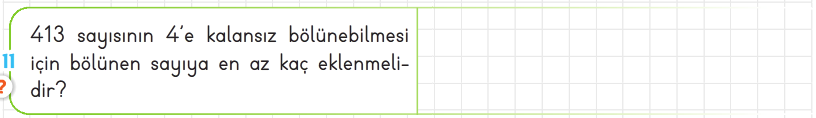 413 sayısının 4'e kalansız bölünebilmesi
11 için bölünen sayıya en az kaç eklenmeli-
? dir?